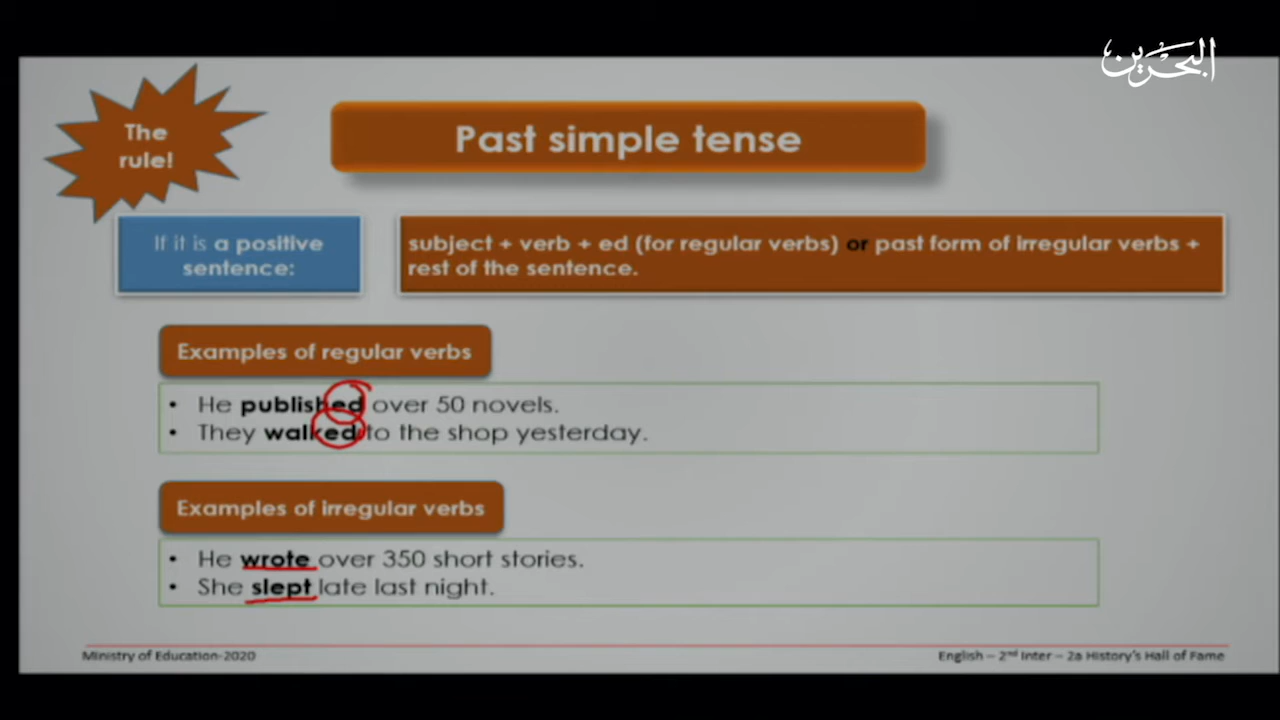 البحرين
The
rule!
Past simple tense
If it is a positive
sentence:
subject + verb + ed (for regular verbs) or past form of irregular verbs +
rest of the sentence.
Examples of regular verbs
• He published over 50 novels.
• They walked to the shop yesterday.
Examples of irregular verbs
• He wrote over 350 short stories.
• She slept late last night.
Ministry of Education-2020
English – 2nd Inter – 2a History's Hall of Fame